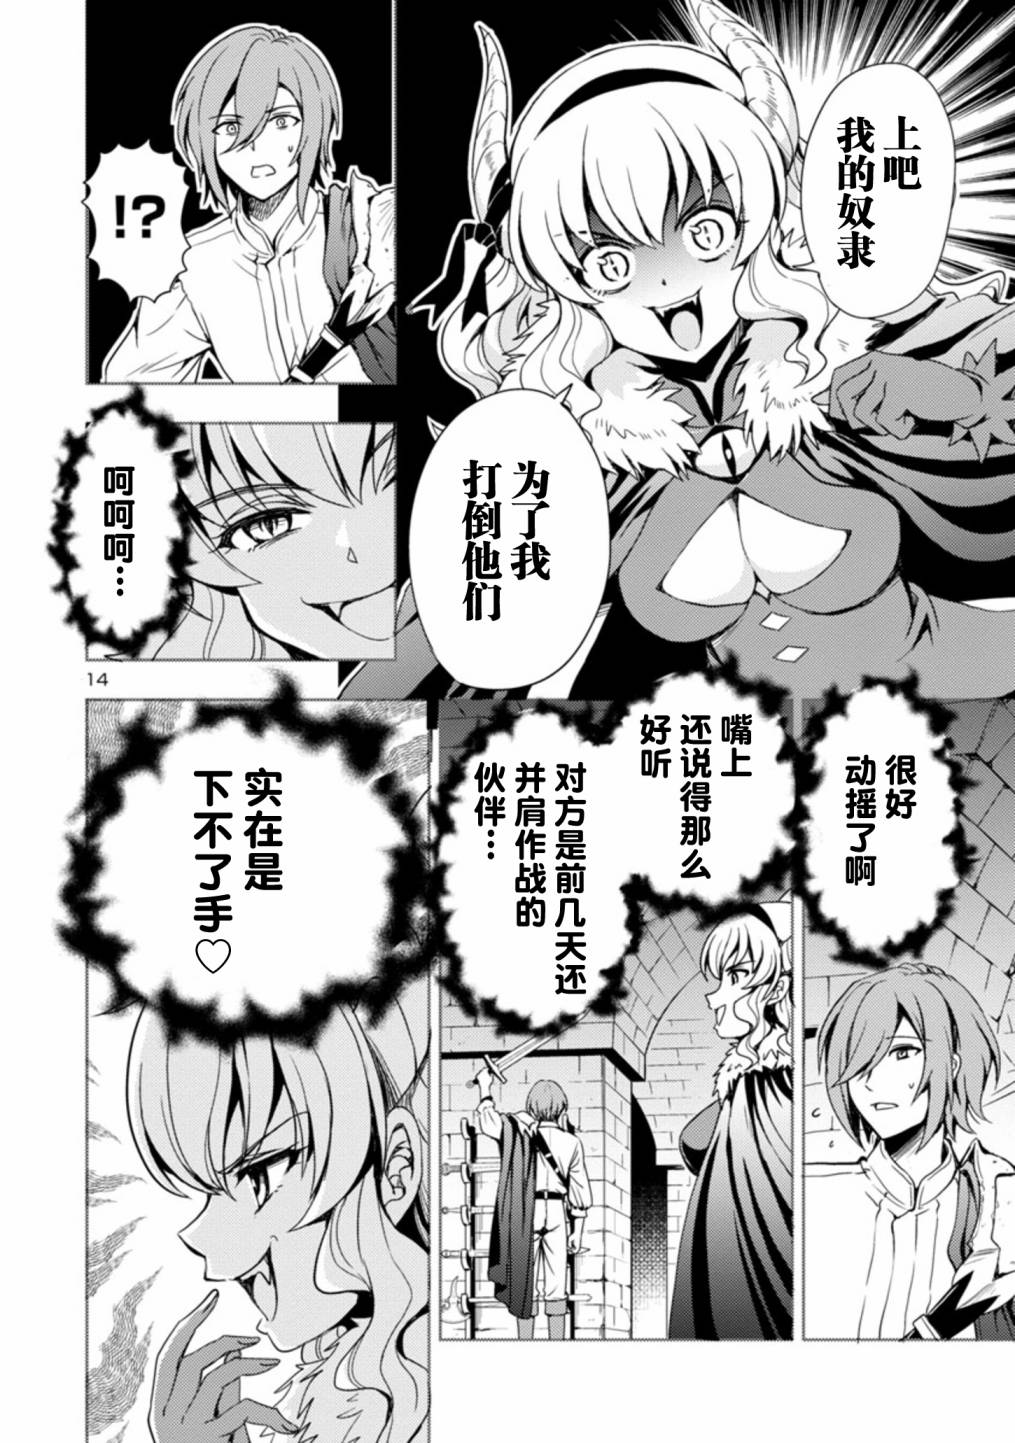 上吧
我的奴隶
为了我
打倒他们
!?
呵呵呵…
14
很好
动摇了啊
嘴上
还说得那么
好听
对方是前几天还
并肩作战的
伙伴…
实在是
下不了手♡